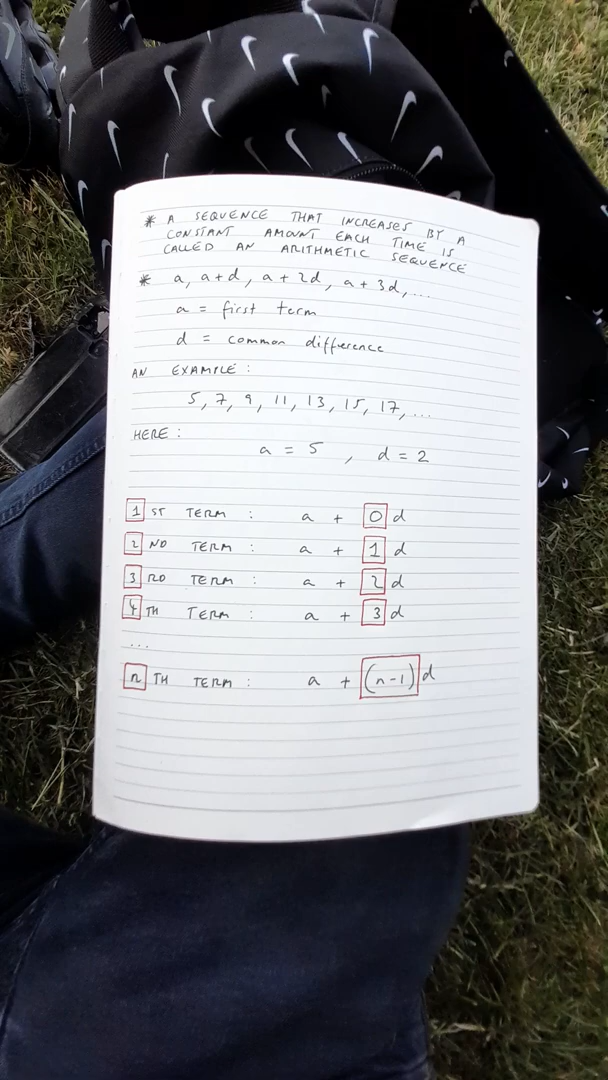 * A SEQUENCE THAT INCREASES BY A
CONSTANT AMOUNT EACH TIME IS
CALLED AN ARITHMETIC SEQUENCE
* a, a+d, a + 2d, a + 3d, ...
a = first term
d = common difference
AN EXAMPLE:
5, 7, 9, 11, 13, 15, 17, ...
HERE:
a = 5, d = 2
1 ST TERM: a + 0 d
2 ND TERM: a + 1 d
3 RD TERM: a + 2 d
4 TH TERM: a + 3 d
...
n TH TERM: a + (n-1) d